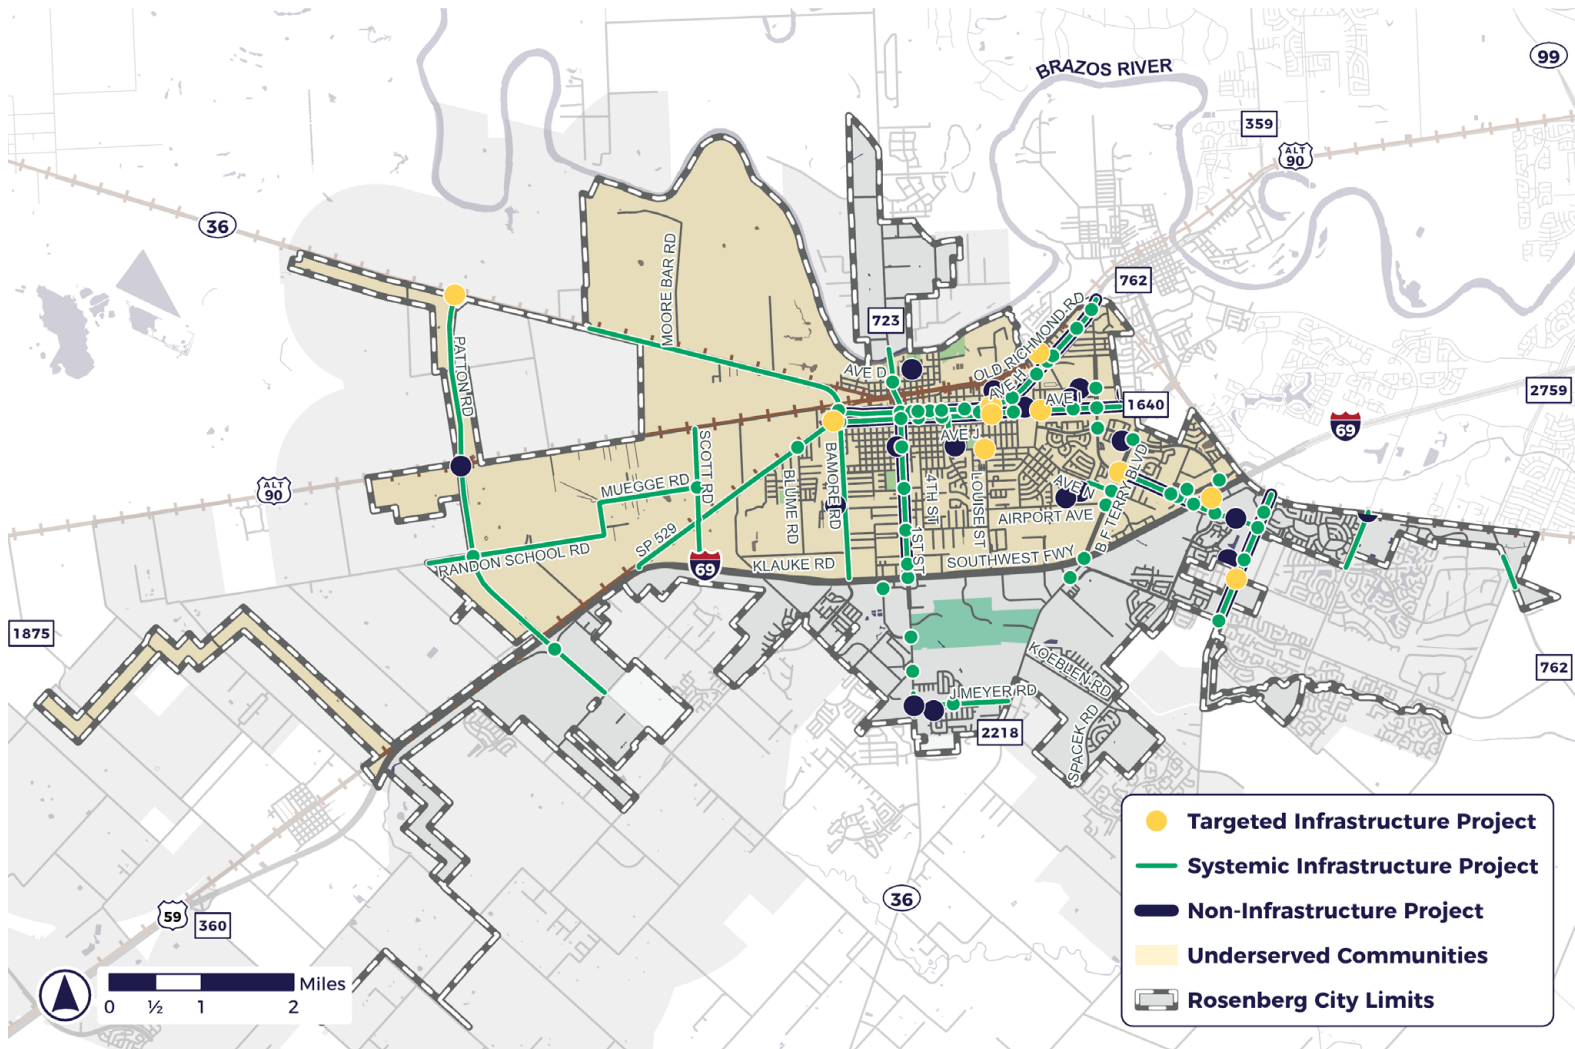 BRAZOS RIVER
99
359
ALT
90
36
762
723
MOORE BAR RD
OLD RICHMOND RD
AVE D
AVE H
AVE I
1640
2759
69
PATTON RD
AVE J
SCOTT RD
BAMORE RD
BLUME RD
4TH ST
LOUISE ST
AVE N
B F TERRY BLVD
MUEGGE RD
ALT
90
AIRPORT AVE
SP 529
1ST ST
RANDON SCHOOL RD
69
KLAUKE RD
SOUTHWEST FWY
1875
KOEBLEN RD
762
J MEYER RD
2218
SPACEK RD
36
59
360
Targeted Infrastructure Project
Systemic Infrastructure Project
Non-Infrastructure Project
Underserved Communities
Rosenberg City Limits
Miles
0 ½ 1 2